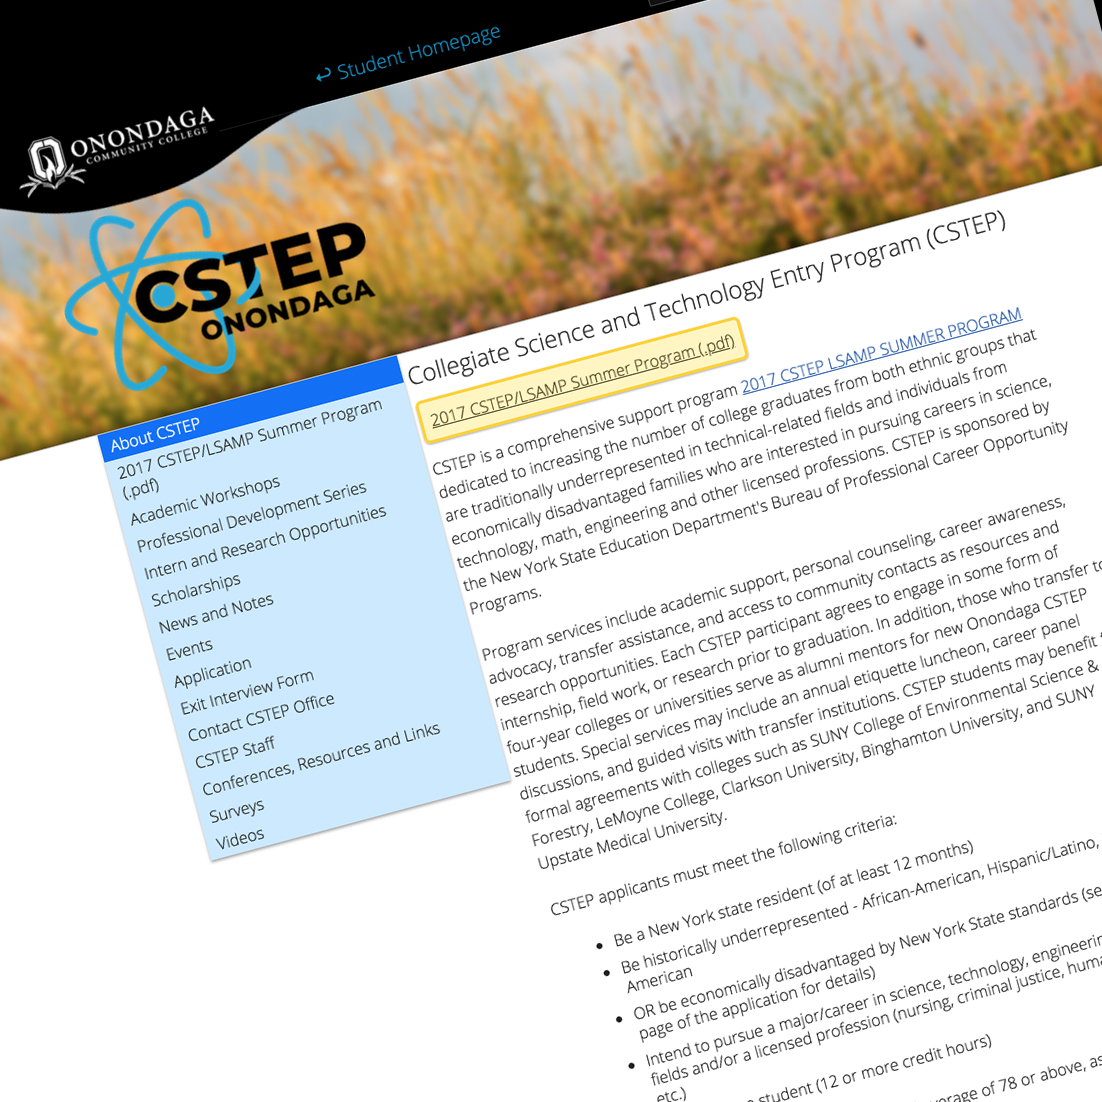 ↩ Student Homepage
ONONDAGA
COMMUNITY COLLEGE
CSTEP
ONONDAGA
About CSTEP
2017 CSTEP/LSAMP Summer Program
(.pdf)
Academic Workshops
Professional Development Series
Intern and Research Opportunities
Scholarships
News and Notes
Events
Application
Exit Interview Form
Contact CSTEP Office
CSTEP Staff
Conferences, Resources and Links
Surveys
Videos
Collegiate Science and Technology Entry Program (CSTEP)
2017 CSTEP/LSAMP Summer Program (.pdf)
CSTEP is a comprehensive support program 2017 CSTEP LSAMP SUMMER PROGRAM
dedicated to increasing the number of college graduates from both ethnic groups that
are traditionally underrepresented in technical-related fields and individuals from
economically disadvantaged families who are interested in pursuing careers in science,
technology, math, engineering and other licensed professions. CSTEP is sponsored by
the New York State Education Department's Bureau of Professional Career Opportunity
Programs.
Program services include academic support, personal counseling, career awareness,
advocacy, transfer assistance, and access to community contacts as resources and
research opportunities. Each CSTEP participant agrees to engage in some form of
internship, field work, or research prior to graduation. In addition, those who transfer to
four-year colleges or universities serve as alumni mentors for new Onondaga CSTEP
students. Special services may include an annual etiquette luncheon, career panel
discussions, and guided visits with transfer institutions. CSTEP students may benefit
formal agreements with colleges such as SUNY College of Environmental Science &
Forestry, LeMoyne College, Clarkson University, Binghamton University, and SUNY
Upstate Medical University.
CSTEP applicants must meet the following criteria:
• Be a New York state resident (of at least 12 months)
• Be historically underrepresented - African-American, Hispanic/Latino,
American
• OR be economically disadvantaged by New York State standards (se
page of the application for details)
• Intend to pursue a major/career in science, technology, engineerin
fields and/or a licensed profession (nursing, criminal justice, huma
etc.)
student (12 or more credit hours)
verage of 78 or above, as